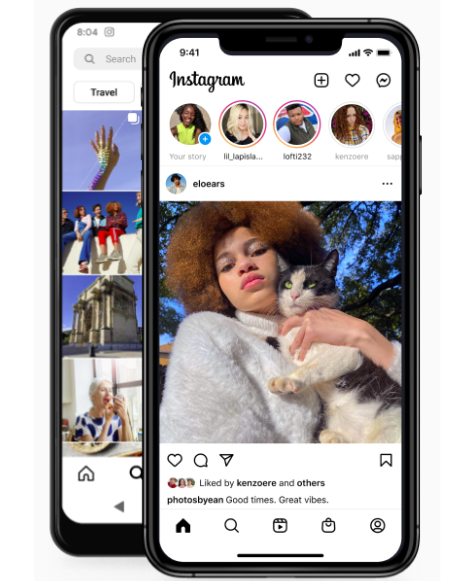 8:04
Search
Travel
9:41
Instagram
Your story
lil_lapisla...
lofti232
kenzoere
sapp
eloears
Liked by kenzoere and others
photosbyean Good times. Great vibes.